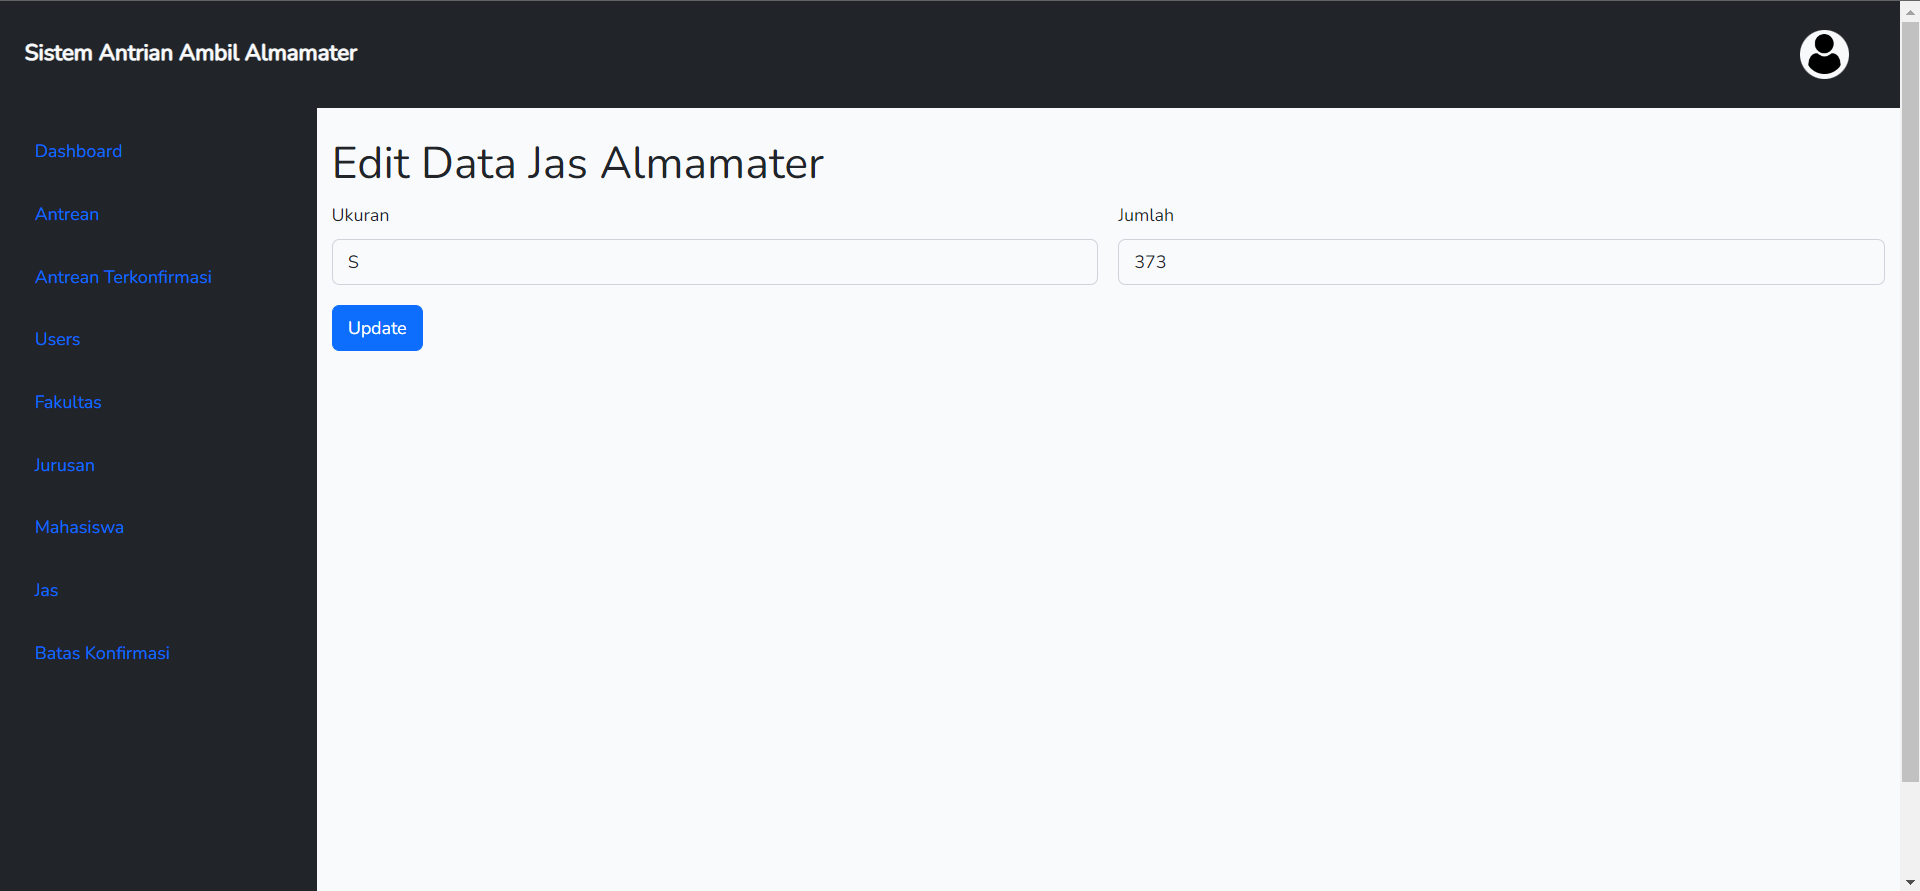 Sistem Antrian Ambil Almamater
Dashboard
Antrean
Antrean Terkonfirmasi
Users
Fakultas
Jurusan
Mahasiswa
Jas
Batas Konfirmasi
Edit Data Jas Almamater
Ukuran
S
Jumlah
373
Update